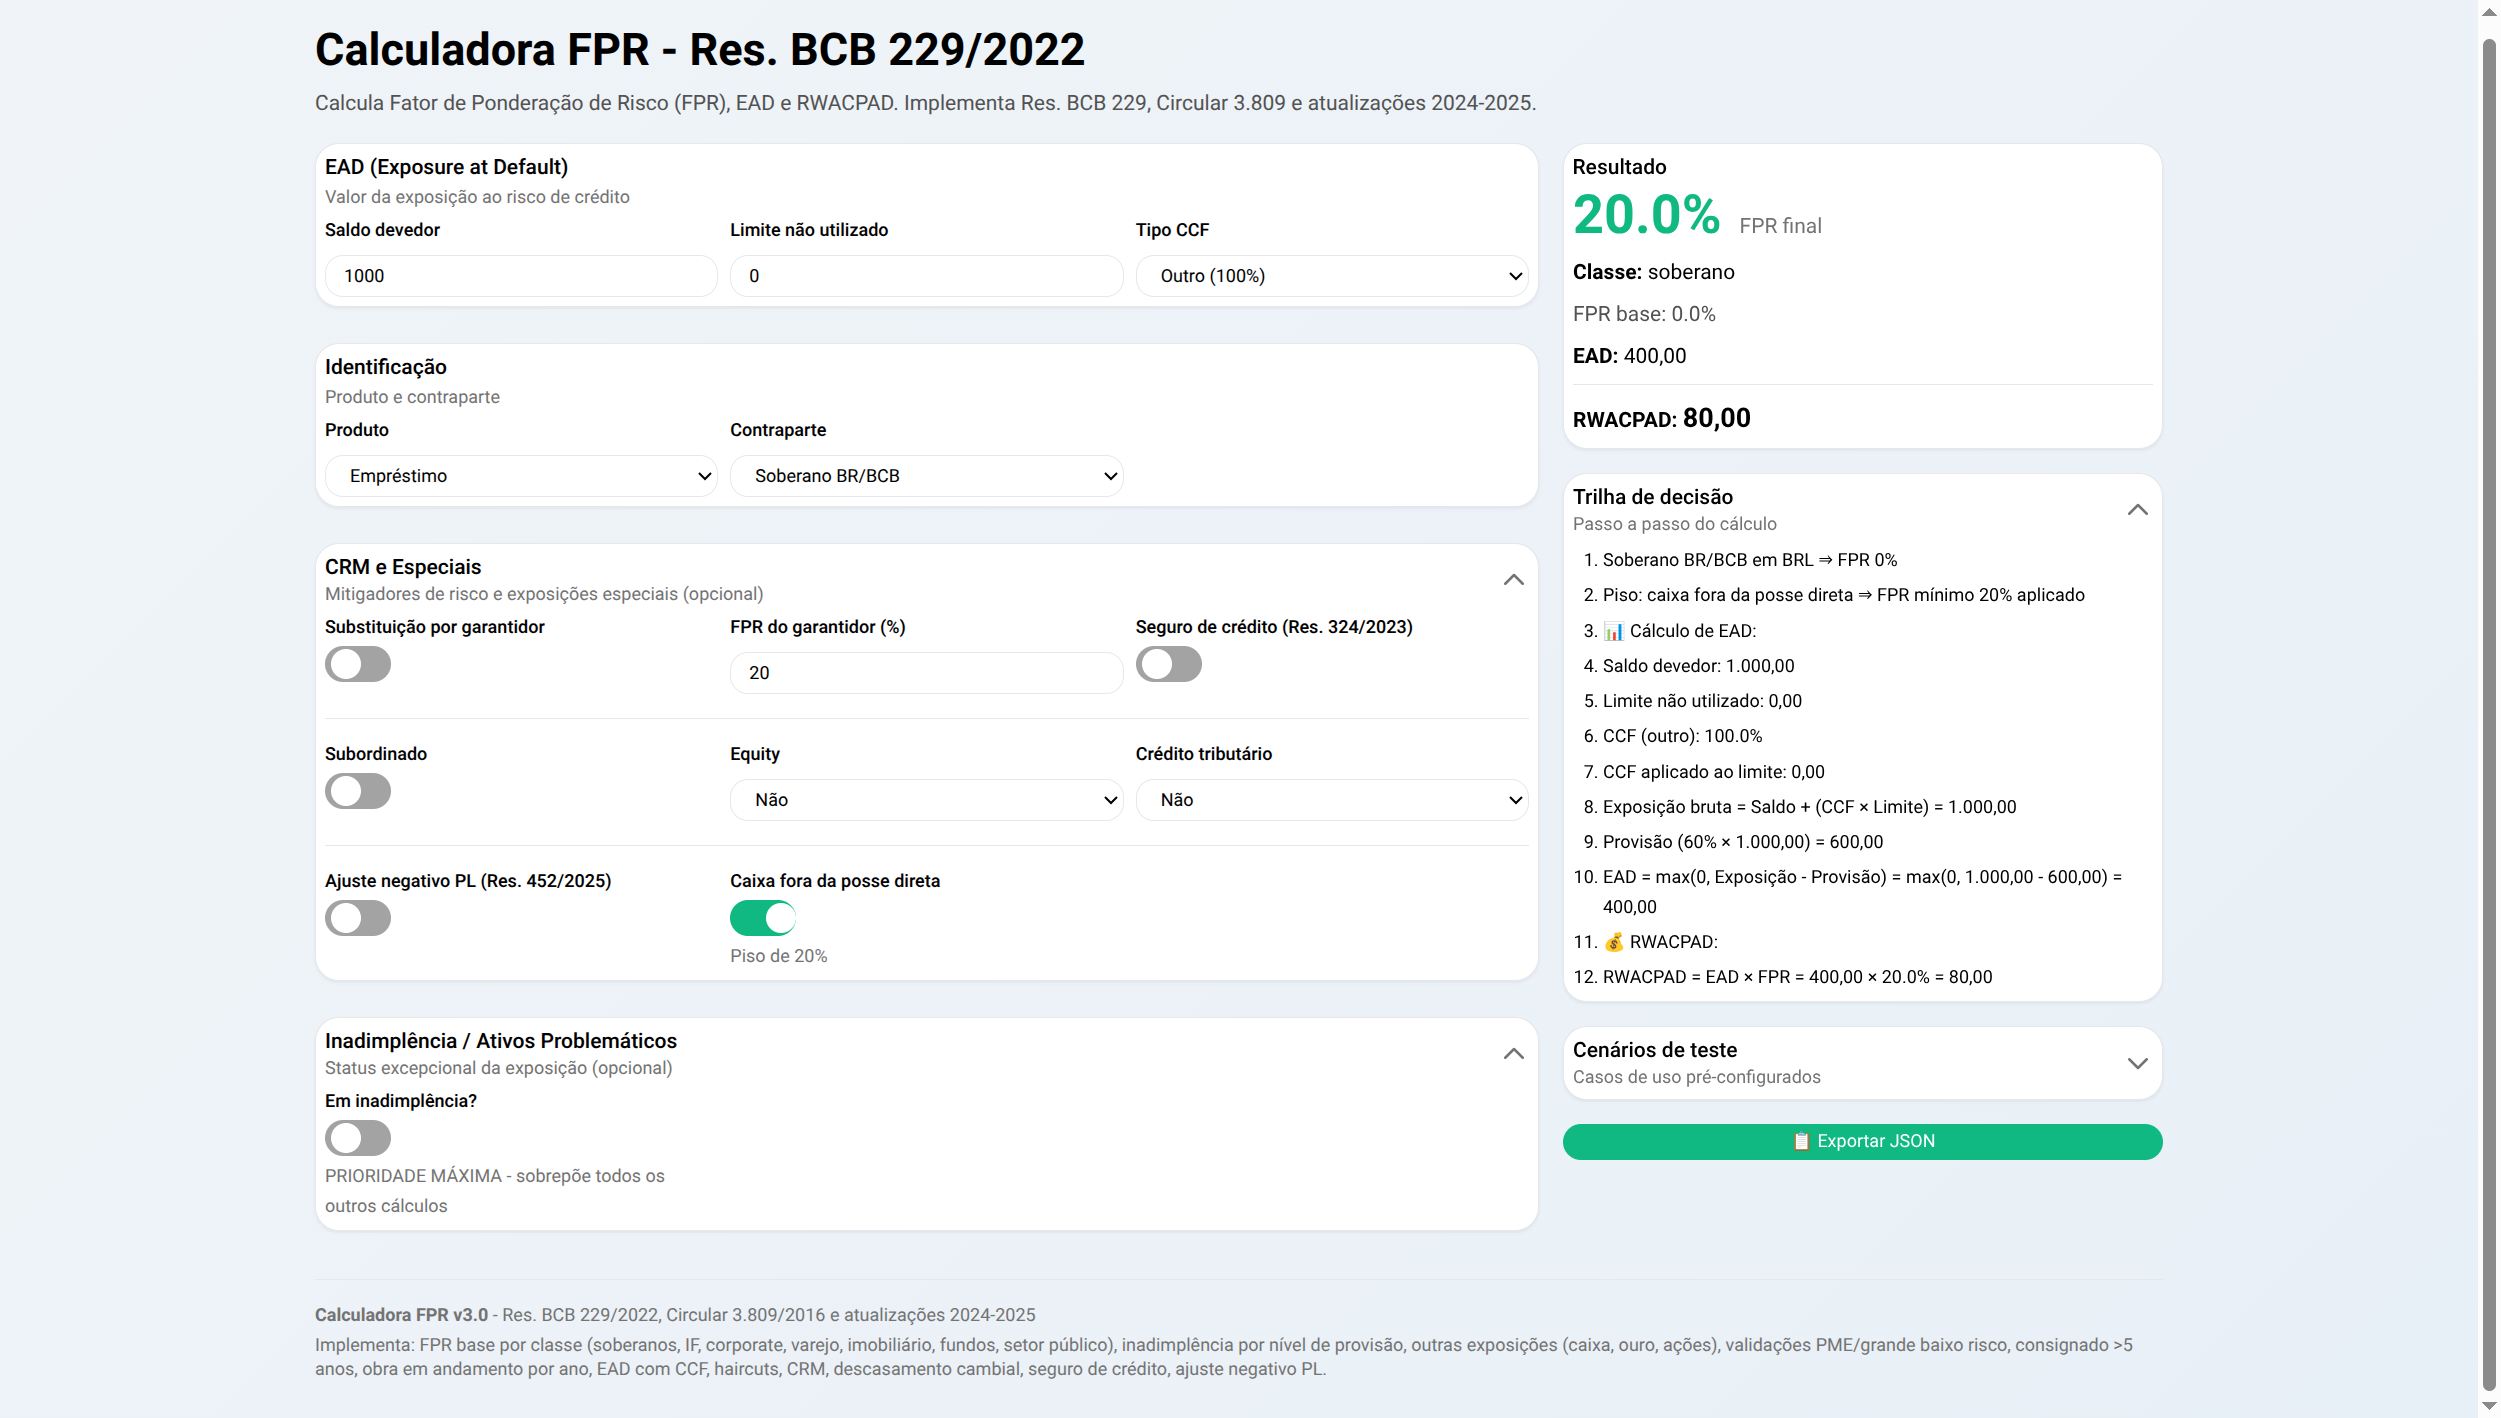 Calculadora FPR - Res. BCB 229/2022
Calcula Fator de Ponderação de Risco (FPR), EAD e RWACPAD. Implementa Res. BCB 229, Circular 3.809 e atualizações 2024-2025.
EAD (Exposure at Default)
Valor da exposição ao risco de crédito
Saldo devedor
Limite não utilizado
Tipo CCF
1000
0
Outro (100%)
Identificação
Produto e contraparte
Produto
Contraparte
Empréstimo
Soberano BR/BCB
CRM e Especiais
Mitigadores de risco e exposições especiais (opcional)
Substituição por garantidor
FPR do garantidor (%)
Seguro de crédito (Res. 324/2023)
20
Subordinado
Equity
Crédito tributário
Não
Não
Ajuste negativo PL (Res. 452/2025)
Caixa fora da posse direta
Piso de 20%
Inadimplência / Ativos Problemáticos
Status excepcional da exposição (opcional)
Em inadimplência?
PRIORIDADE MÁXIMA - sobrepõe todos os
outros cálculos
Resultado
20.0% FPR final
Classe: soberano
FPR base: 0.0%
EAD: 400,00
RWACPAD: 80,00
Trilha de decisão
Passo a passo do cálculo
1. Soberano BR/BCB em BRL ⇒ FPR 0%
2. Piso: caixa fora da posse direta ⇒ FPR mínimo 20% aplicado
3. 📊 Cálculo de EAD:
4. Saldo devedor: 1.000,00
5. Limite não utilizado: 0,00
6. CCF (outro): 100.0%
7. CCF aplicado ao limite: 0,00
8. Exposição bruta = Saldo + (CCF × Limite) = 1.000,00
9. Provisão (60% × 1.000,00) = 600,00
10. EAD = max(0, Exposição - Provisão) = max(0, 1.000,00 - 600,00) =
400,00
11. 💰 RWACPAD:
12. RWACPAD = EAD × FPR = 400,00 × 20.0% = 80,00
Cenários de teste
Casos de uso pré-configurados
📋 Exportar JSON
Calculadora FPR v3.0 - Res. BCB 229/2022, Circular 3.809/2016 e atualizações 2024-2025
Implementa: FPR base por classe (soberanos, IF, corporate, varejo, imobiliário, fundos, setor público), inadimplência por nível de provisão, outras exposições (caixa, ouro, ações), validações PME/grande baixo risco, consignado >5
anos, obra em andamento por ano, EAD com CCF, haircuts, CRM, descasamento cambial, seguro de crédito, ajuste negativo PL.